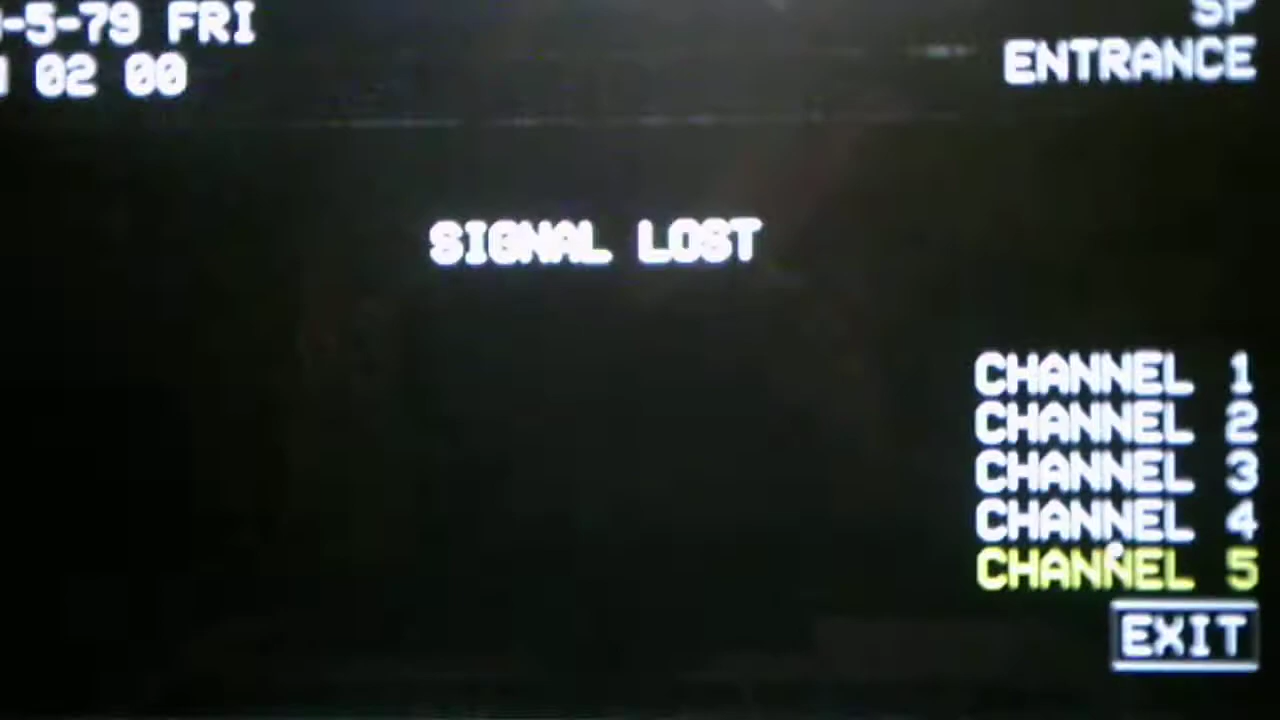 -5-79 FRI
02 00
SP
ENTRANCE
SIGNAL LOST
CHANNEL 1
CHANNEL 2
CHANNEL 3
CHANNEL 4
CHANNEL 5
EXIT